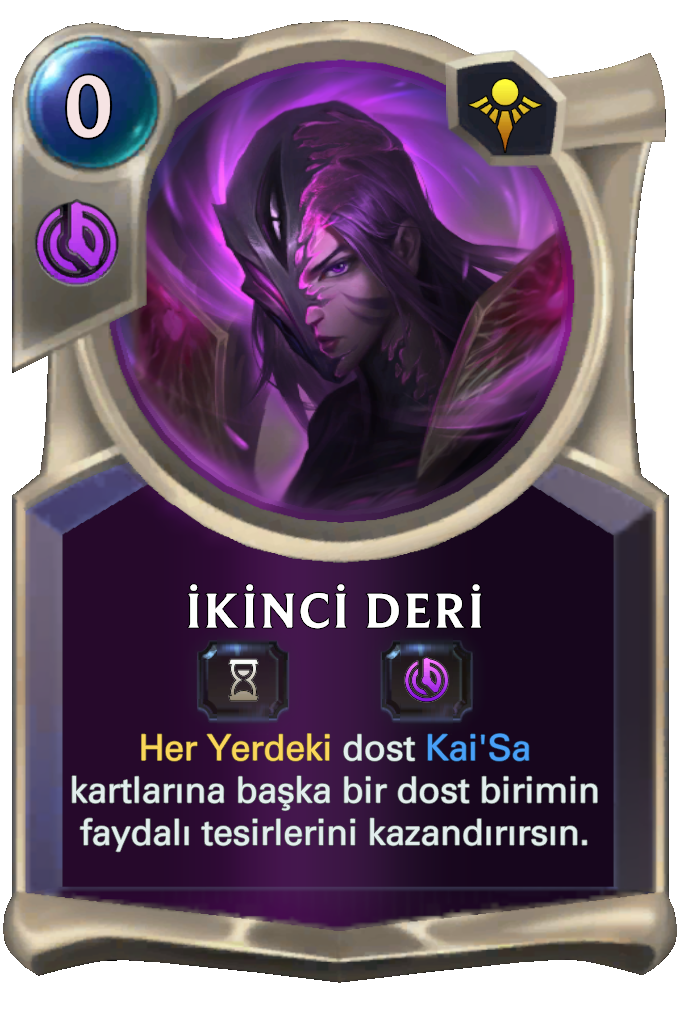 0
İKİNCİ DERİ
Her Yerdeki dost Kai'Sa
kartlarına başka bir dost birimin
faydalı tesirlerini kazandırırsın.